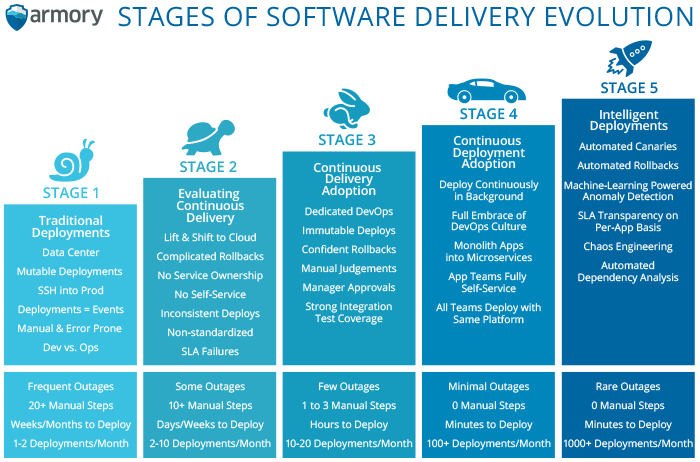 armory
STAGES OF SOFTWARE DELIVERY EVOLUTION
STAGE 1
Traditional
Deployments
Data Center
Mutable Deployments
SSH into Prod
Deployments = Events
Manual & Error Prone
Dev vs. Ops
Frequent Outages
20+ Manual Steps
Weeks/Months to Deploy
1-2 Deployments/Month
STAGE 2
Evaluating
Continuous
Delivery
Lift & Shift to Cloud
Complicated Rollbacks
No Service Ownership
No Self-Service
Inconsistent Deploys
Non-standardized
SLA Failures
Some Outages
10+ Manual Steps
Days/Weeks to Deploy
2-10 Deployments/Month
STAGE 3
Continuous
Delivery
Adoption
Dedicated DevOps
Immutable Deploys
Confident Rollbacks
Manual Judgements
Manager Approvals
Strong Integration
Test Coverage
Few Outages
1 to 3 Manual Steps
Hours to Deploy
10-20 Deployments/Month
STAGE 4
Continuous
Deployment
Adoption
Deploy Continuously
in Background
Full Embrace of
DevOps Culture
Monolith Apps
into Microservices
App Teams Fully
Self-Service
All Teams Deploy with
Same Platform
Minimal Outages
0 Manual Steps
Minutes to Deploy
100+ Deployments/Month
STAGE 5
Intelligent
Deployments
Automated Canaries
Automated Rollbacks
Machine-Learning Powered
Anomaly Detection
SLA Transparency on
Per-App Basis
Chaos Engineering
Automated
Dependency Analysis
Rare Outages
0 Manual Steps
Minutes to Deploy
1000+ Deployments/Month